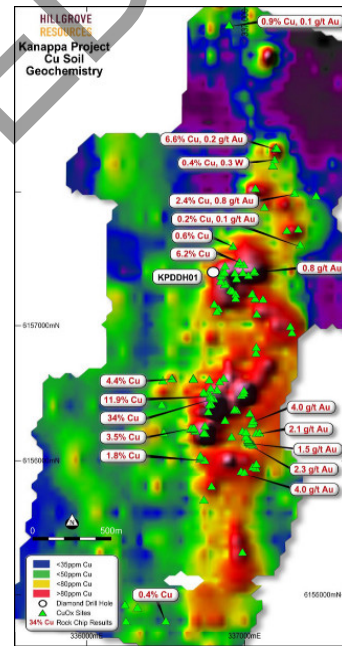 HILLGROVE
RESOURCES
Kanappa Project
Cu Soil
Geochemistry
0.9% Cu, 0.1 g/t Au
6.6% Cu, 0.2 g/t Au
0.4% Cu, 0.3 W
2.4% Cu, 0.8 g/t Au
0.2% Cu, 0.1 g/t Au
0.6% Cu
6.2% Cu
KPDDH01
0.8 g/t Au
6157000mN
4.4% Cu
11.9% Cu
34% Cu
4.0 g/t Au
3.5% Cu
2.1 g/t Au
1.5 g/t Au
1.8% Cu
2.3 g/t Au
6156000mN
4.0 g/t Au
0 500m
<35ppm Cu
<50ppm Cu
<80ppm Cu
>80ppm Cu
Diamond Drill Hole
CuOx Sites
34% Cu Rock Chip Results
0.4% Cu
6155000mN
336000mE
337000mE